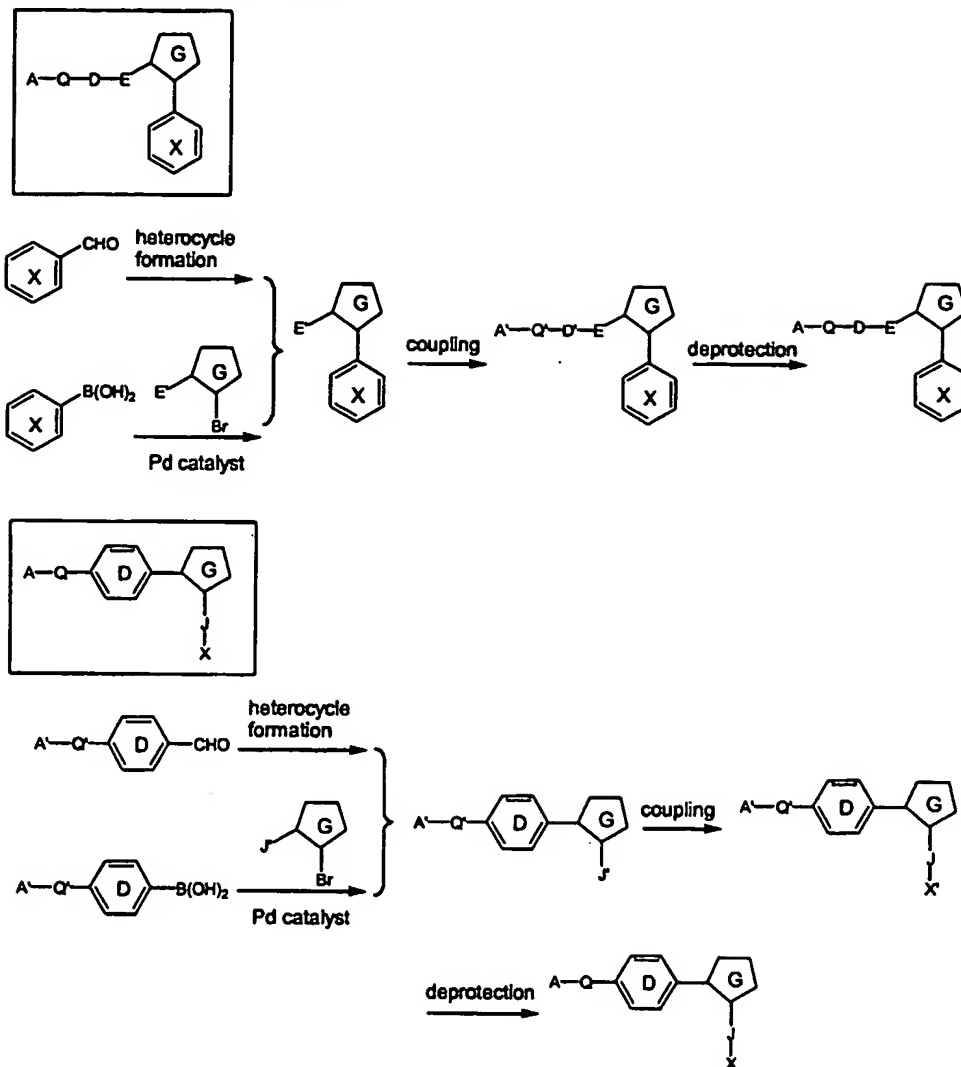 G
A—Q—D—E
X
CHO
heterocycle
formation
X
G
E
B(OH)₂
E
G
X
Br
Pd catalyst
X
coupling
A'—Q'—D'—E
G
X
deprotection
A—Q—D—E
G
X
A—Q
D
G
J
X
heterocycle
formation
A'—Q'
D
CHO
G
J'
Br
A'—Q'
D
B(OH)₂
Pd catalyst
A'—Q'
D
G
J'
coupling
A'—Q'
D
G
J
X'
deprotection
A—Q
D
G
J
X